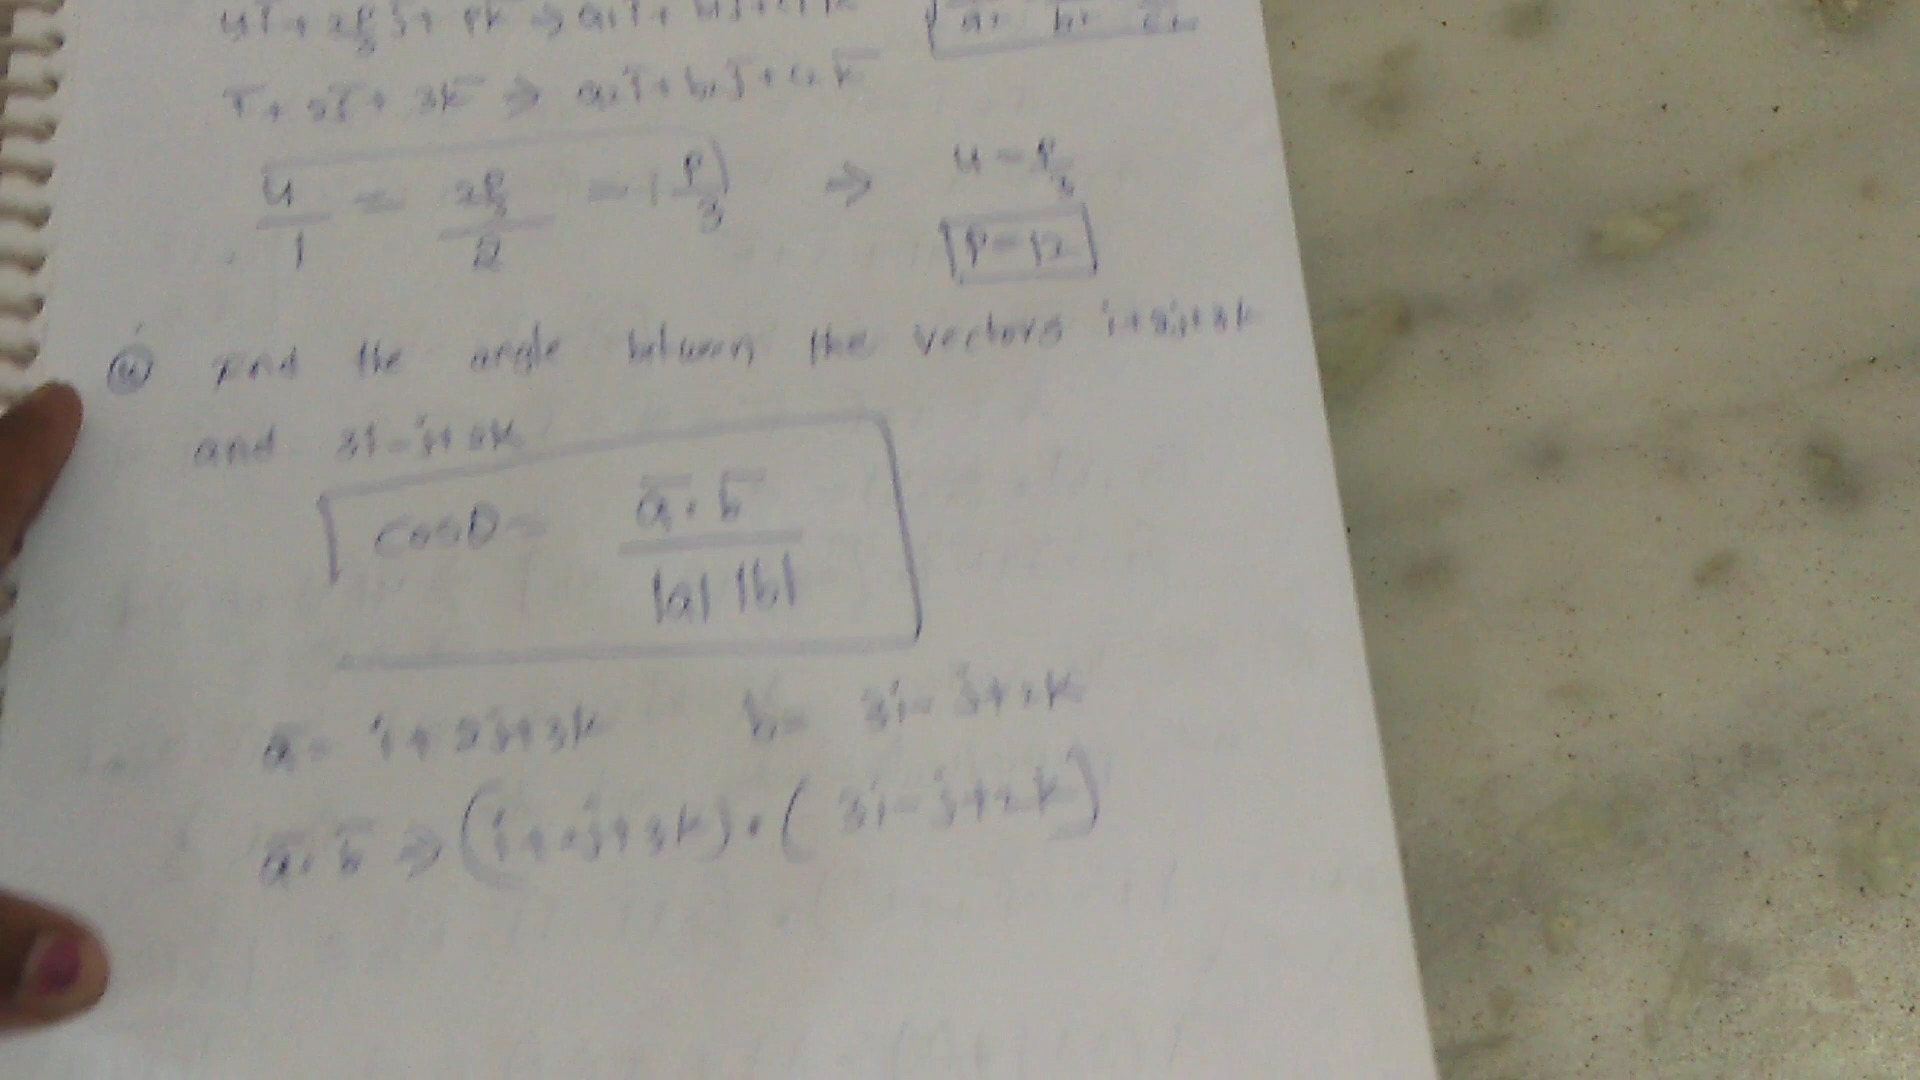 4i̅ + 2p/3 j̅ + pk̅ ⇒ a₁i̅ +
i̅ + 2j̅ + 3k̅ ⇒ a₂i̅ + b₂j̅ + c₂k̅
4/1 = (2p/3)/2 = (p/3) ⇒ 4 = p/3
p = 12
Find the angle between the vectors i+2j+3k
and 3i-j+2k
cosθ = a̅.b̅ / |a| |b|
a̅ = i+2j+3k b = 3i-j+2k
a̅.b̅ ⇒ (i+2j+3k).(3i-j+2k)